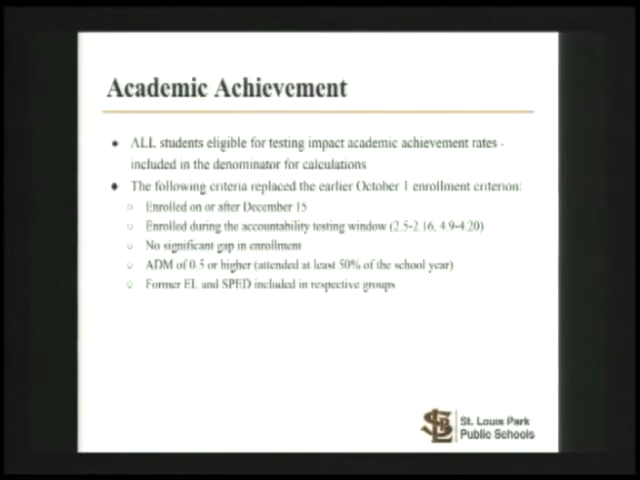 Academic Achievement
ALL students eligible for testing impact academic achievement rates -
included in the denominator for calculations
The following criteria replaced the earlier October 1 enrollment criterion:
Enrolled on or after December 15
Enrolled during the accountability testing window (2.5-2.16, 4.9-4.20)
No significant gap in enrollment
ADM of 0.5 or higher (attended at least 50% of the school year)
Former EL and SPED included in respective groups
St. Louis Park
Public Schools